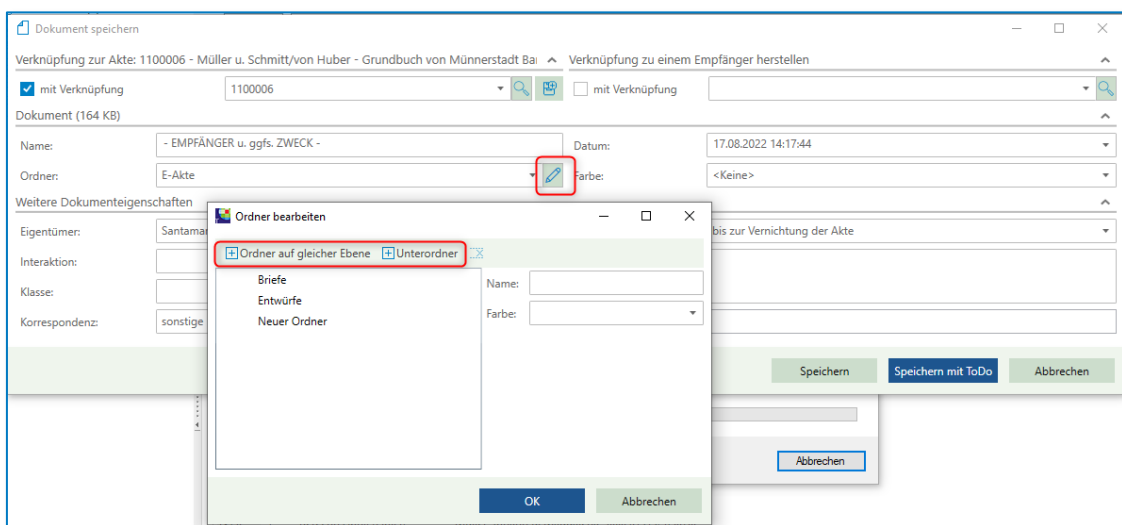 Dokument speichern
Verknüpfung zur Akte: 1100006 - Müller u. Schmitt/von Huber - Grundbuch von Münnerstadt Ba
Verknüpfung zu einem Empfänger herstellen
mit Verknüpfung 1100006
mit Verknüpfung
Dokument (164 KB)
Name: - EMPFÄNGER u. ggfs. ZWECK -
Datum: 17.08.2022 14:17:44
Ordner: E-Akte
Farbe: <Keine>
Weitere Dokumenteigenschaften
Eigentümer: Santamar
bis zur Vernichtung der Akte
Interaktion:
Klasse:
Korrespondenz: sonstige
Speichern Speichern mit ToDo Abbrechen
Ordner bearbeiten
Ordner auf gleicher Ebene Unterordner
Briefe
Entwürfe
Neuer Ordner
Name:
Farbe:
OK Abbrechen
Abbrechen